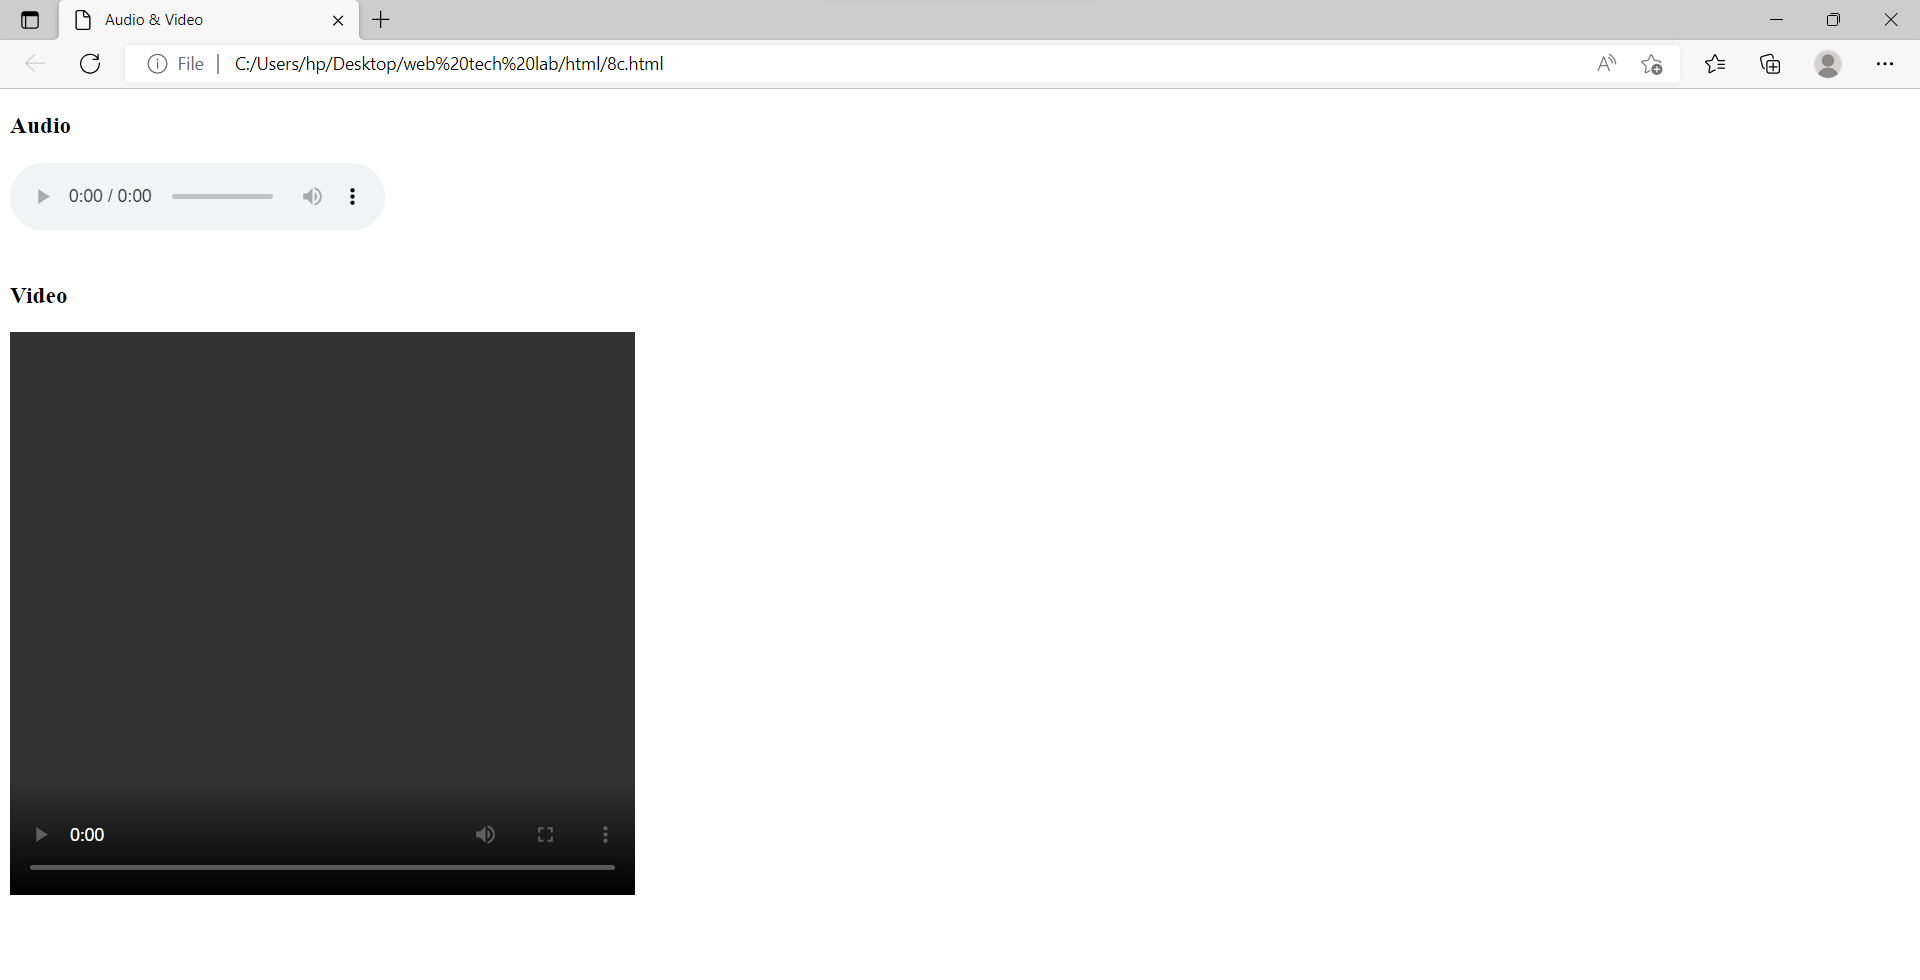 Audio & Video
File C:/Users/hp/Desktop/web%20tech%20lab/html/8c.html
Audio
0:00 / 0:00
Video
0:00